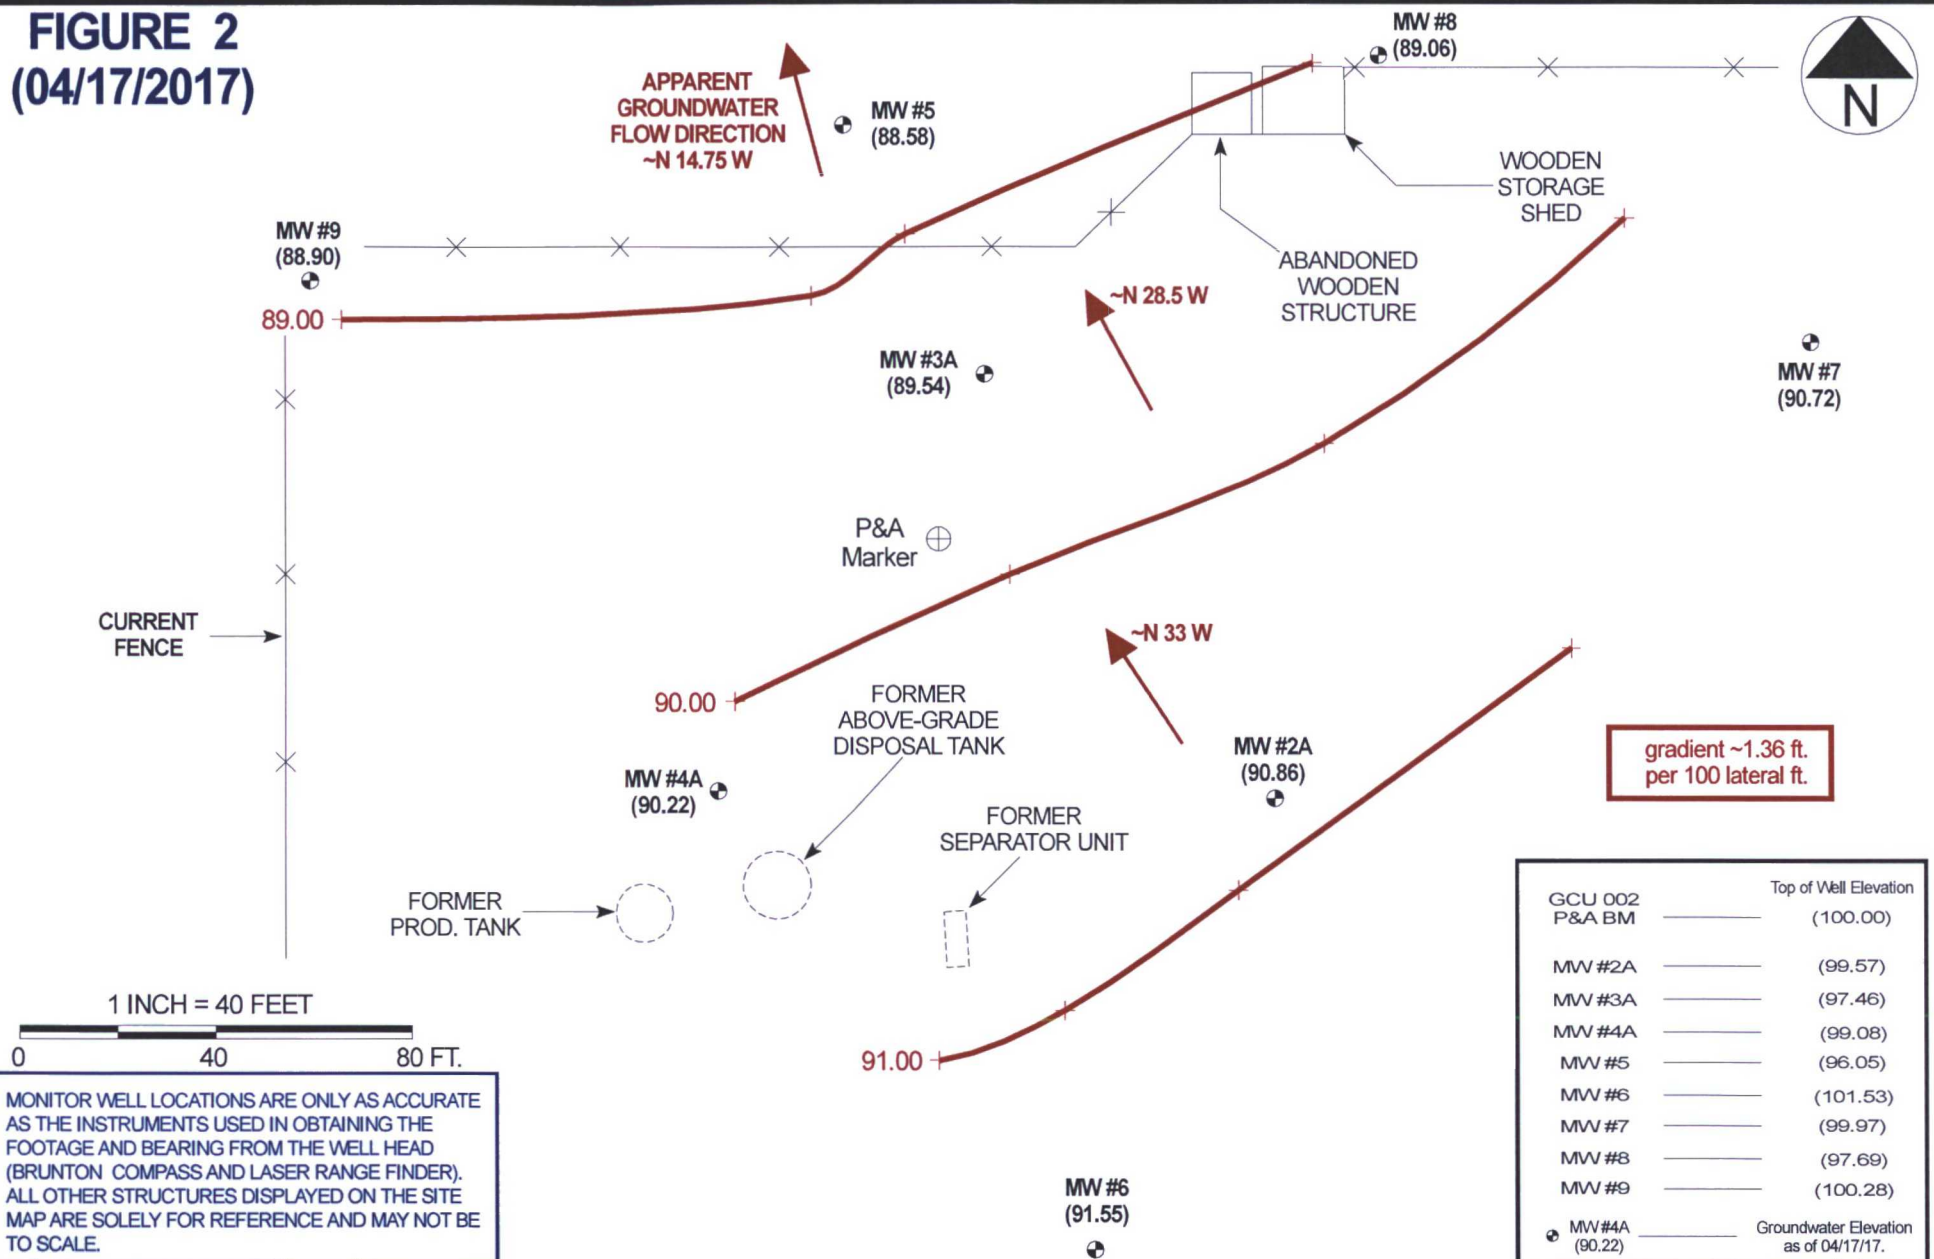 FIGURE 2
(04/17/2017)
APPARENT
GROUNDWATER
FLOW DIRECTION
~N 14.75 W
MW #5
(88.58)
MW #8
(89.06)
N
WOODEN
STORAGE
SHED
MW #9
(88.90)
ABANDONED
WOODEN
STRUCTURE
89.00
~N 28.5 W
MW #3A
(89.54)
MW #7
(90.72)
P&A
Marker
CURRENT
FENCE
~N 33 W
90.00
FORMER
ABOVE-GRADE
DISPOSAL TANK
MW #4A
(90.22)
MW #2A
(90.86)
gradient ~1.36 ft.
per 100 lateral ft.
FORMER
SEPARATOR UNIT
FORMER
PROD. TANK
1 INCH = 40 FEET
0 40 80 FT.
91.00
MONITOR WELL LOCATIONS ARE ONLY AS ACCURATE
AS THE INSTRUMENTS USED IN OBTAINING THE
FOOTAGE AND BEARING FROM THE WELL HEAD
(BRUNTON COMPASS AND LASER RANGE FINDER).
ALL OTHER STRUCTURES DISPLAYED ON THE SITE
MAP ARE SOLELY FOR REFERENCE AND MAY NOT BE
TO SCALE.
MW #6
(91.55)
Top of Well Elevation
GCU 002
P&A BM (100.00)
MW #2A (99.57)
MW #3A (97.46)
MW #4A (99.08)
MW #5 (96.05)
MW #6 (101.53)
MW #7 (99.97)
MW #8 (97.69)
MW #9 (100.28)
MW #4A Groundwater Elevation
(90.22) as of 04/17/17.